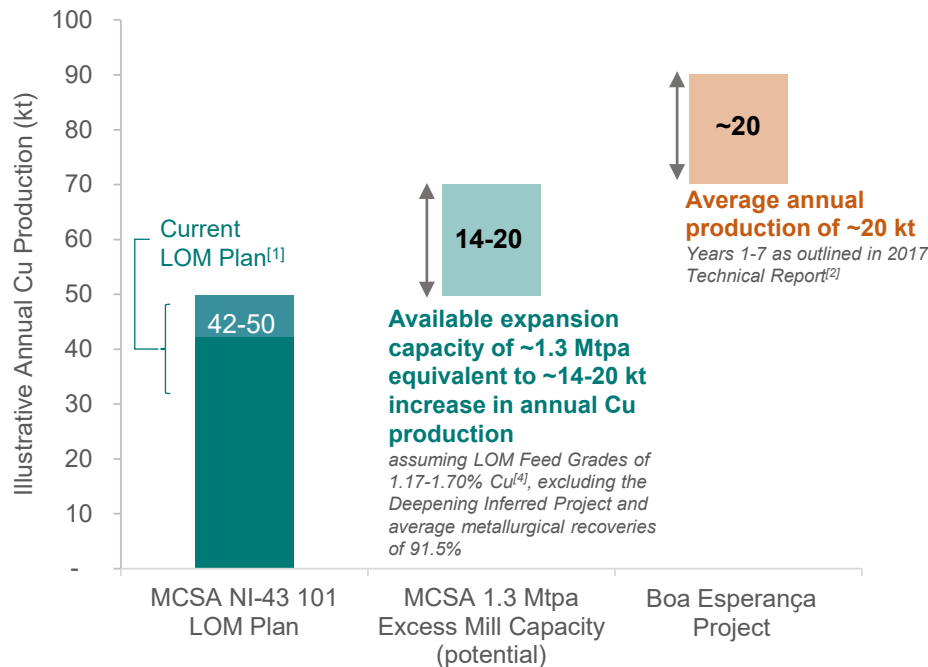 Illustrative Annual Cu Production (kt)
100
90
80
70
60
50
40
30
20
10
-
Current
LOM Plan[1]
42-50
14-20
Available expansion
capacity of ~1.3 Mtpa
equivalent to ~14-20 kt
increase in annual Cu
production
assuming LOM Feed Grades of
1.17-1.70% Cu[4], excluding the
Deepening Inferred Project and
average metallurgical recoveries
of 91.5%
~20
Average annual
production of ~20 kt
Years 1-7 as outlined in 2017
Technical Report[2]
MCSA NI-43 101
LOM Plan
MCSA 1.3 Mtpa
Excess Mill Capacity
(potential)
Boa Esperança
Project